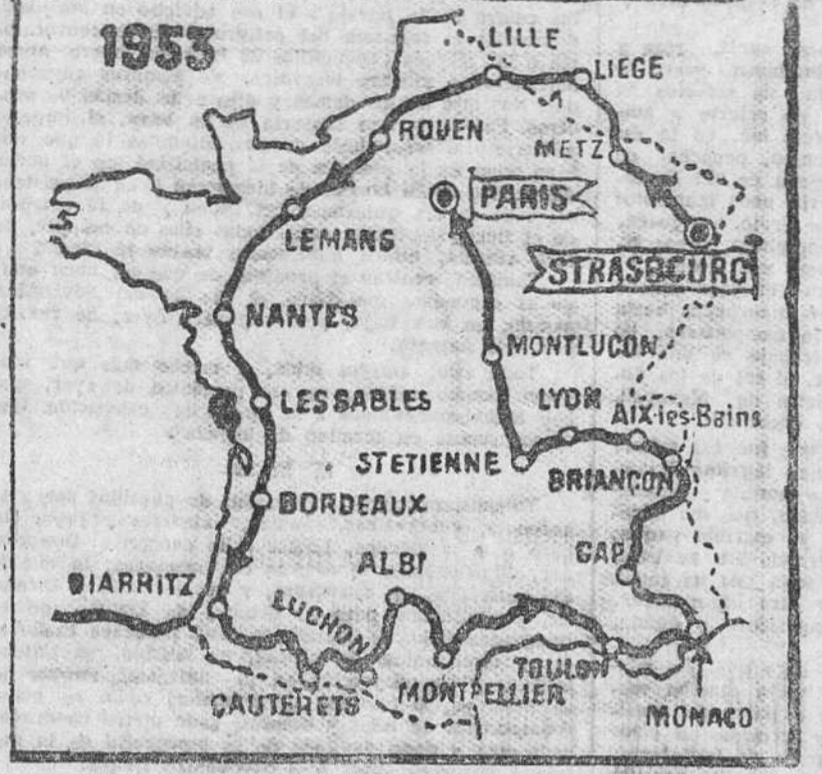 1953
LILLE
LIEGE
ROUEN
METZ
PARIS
LEMANS
STRASBOURG
NANTES
MONTLUCON
LESSABLES
LYON
AIX-les-Bains
STETIENNE
BRIANCON
BORDEAUX
GAP
ALBI
BIARRITZ
LUCHON
TOULON
MONTPELLIER
CAUTERETS
MONACO